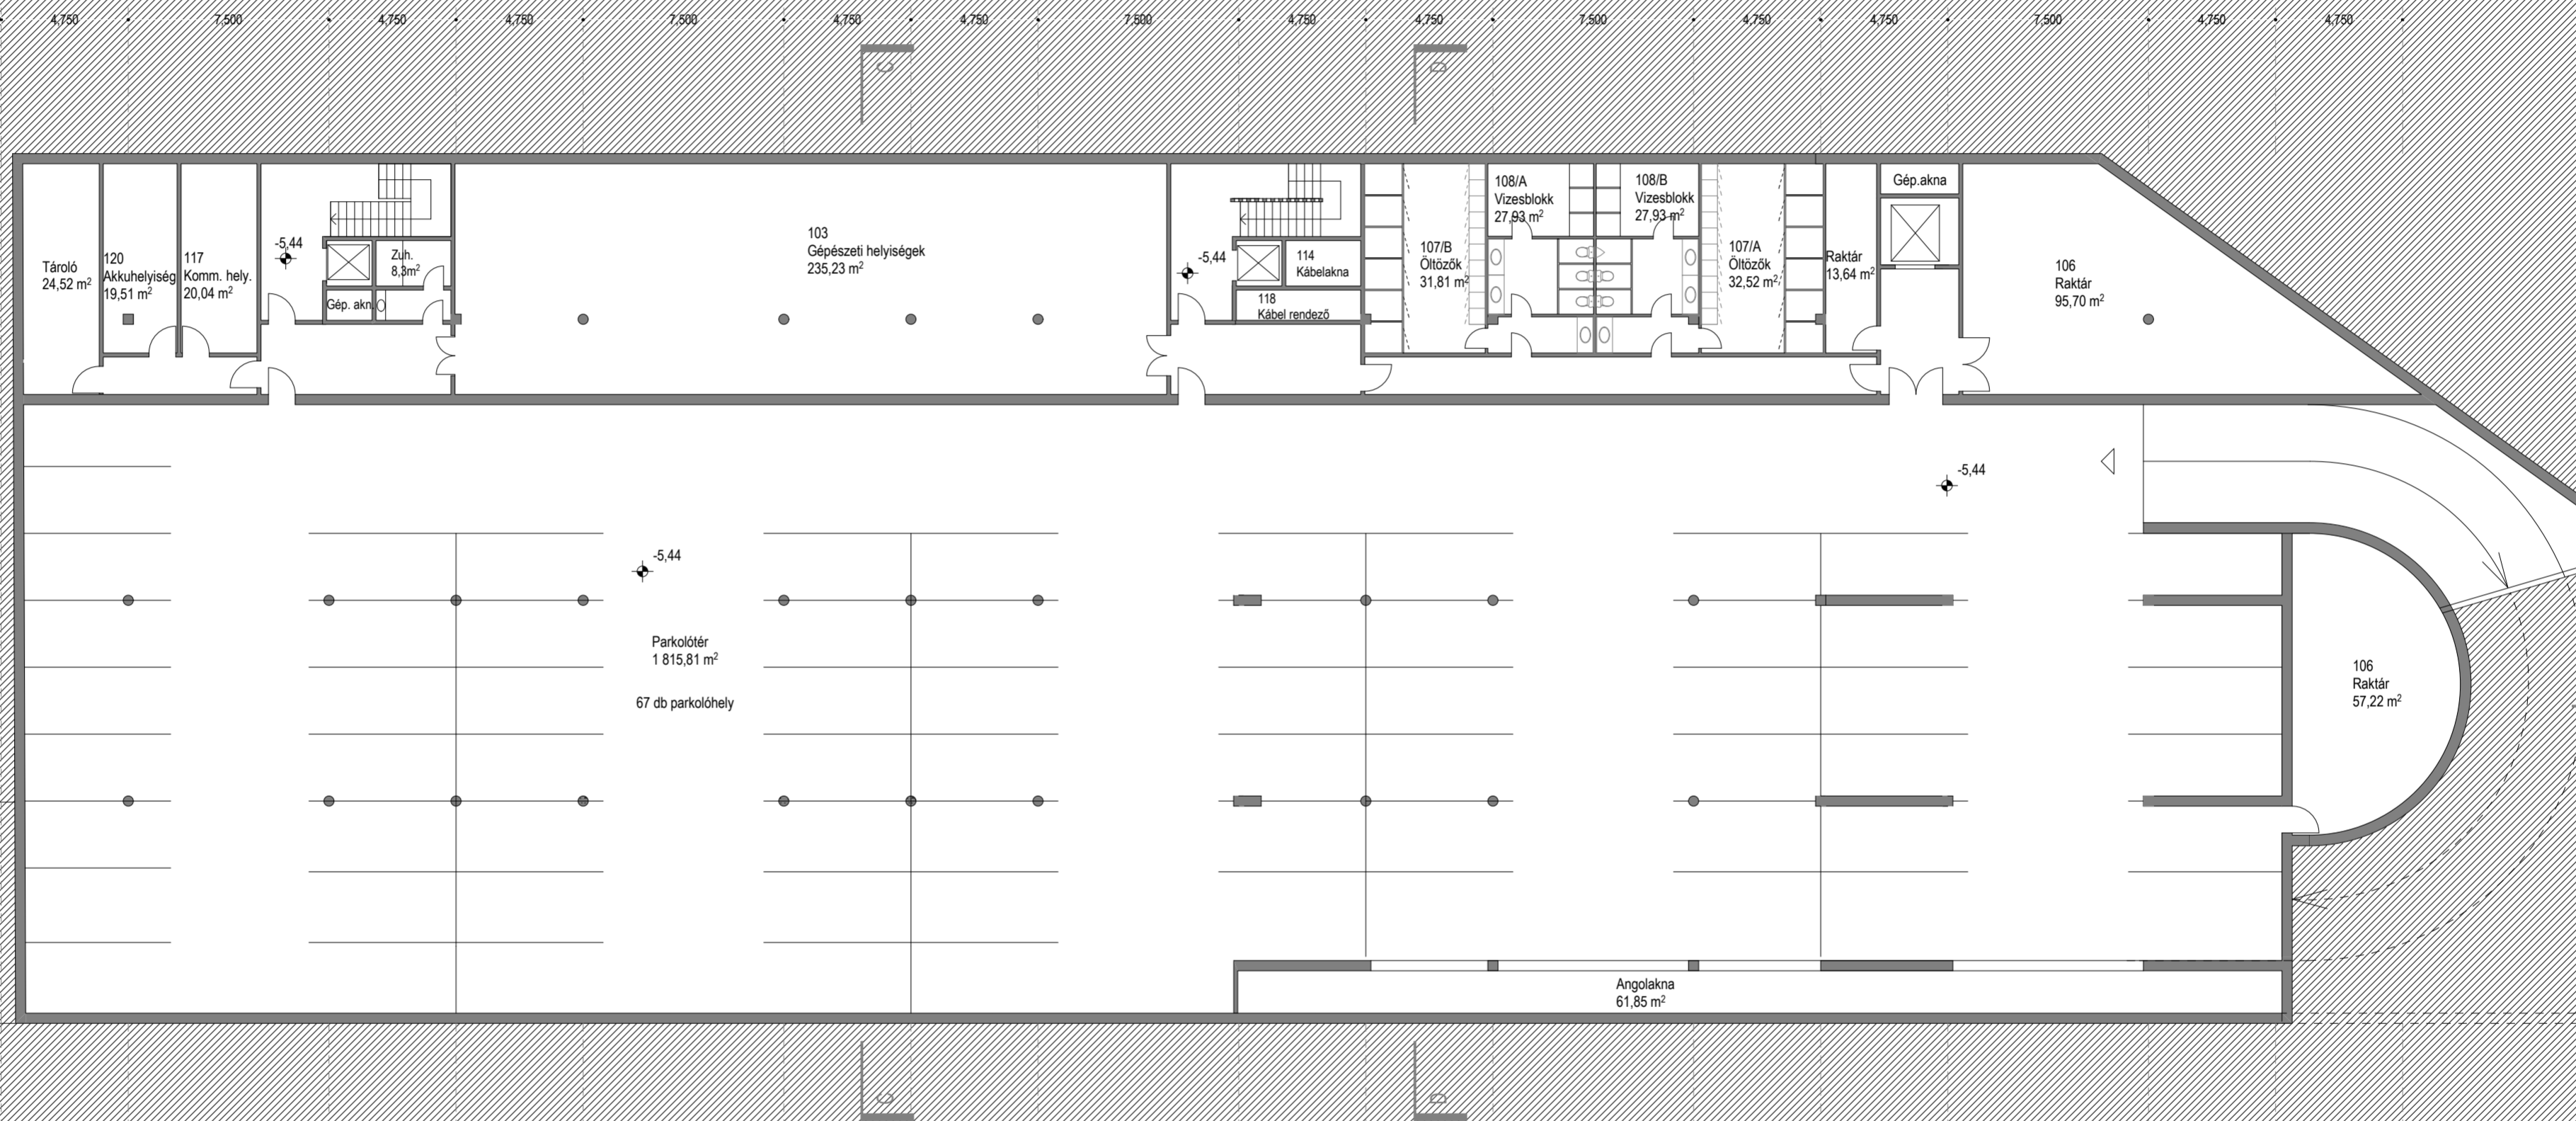 4,750 7,500 4,750 4,750 7,500 4,750 4,750 7,500 4,750 4,750 7,500 4,750 4,750 7,500 4,750 4,750
C
D
Tároló
24,52 m²
120
Akkuhelyiség
19,51 m²
117
Komm. hely.
20,04 m²
-5,44
Zuh.
8,3m²
Gép. akn.
103
Gépészeti helyiségek
235,23 m²
-5,44
114
Kábelakna
118
Kábel rendező
107/B
Öltözők
31,81 m²
108/A
Vizesblokk
27,93 m²
108/B
Vizesblokk
27,93 m²
107/A
Öltözők
32,52 m²
Raktár
13,64 m²
Gép.akna
106
Raktár
95,70 m²
-5,44
-5,44
Parkolótér
1 815,81 m²
67 db parkolóhely
106
Raktár
57,22 m²
Angolakna
61,85 m²
C
D